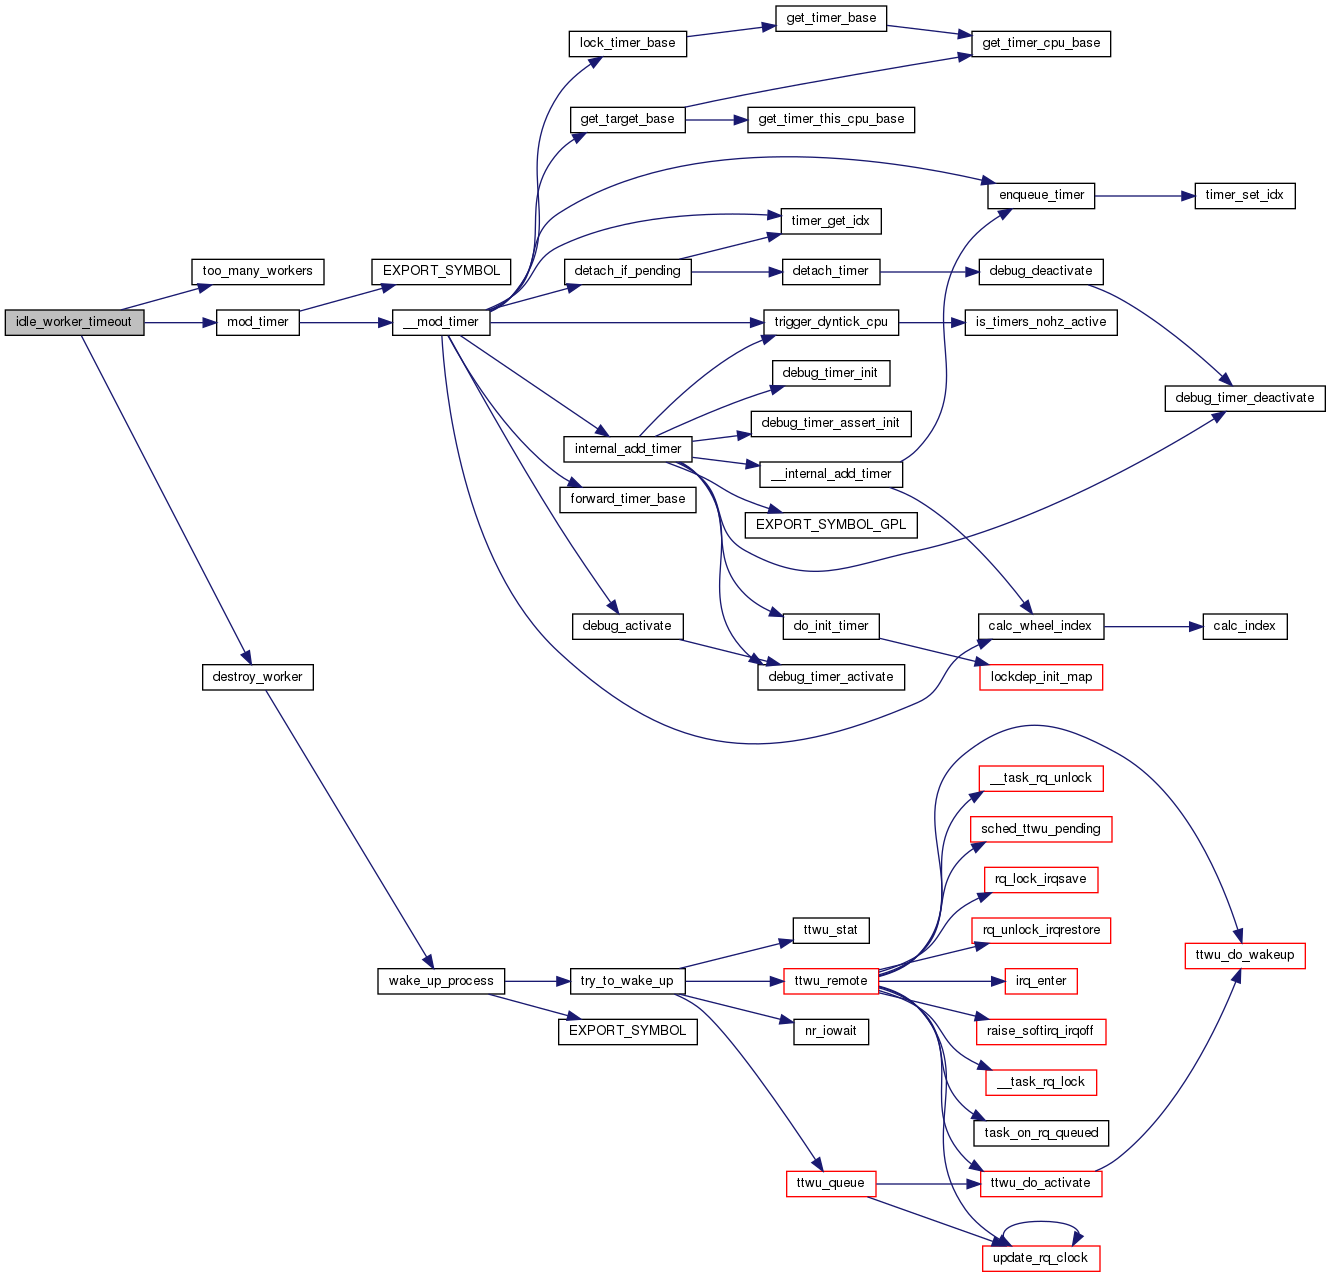 get_timer_base
lock_timer_base
get_timer_cpu_base
get_target_base
get_timer_this_cpu_base
enqueue_timer
timer_set_idx
timer_get_idx
too_many_workers
EXPORT_SYMBOL
detach_if_pending
detach_timer
debug_deactivate
idle_worker_timeout
mod_timer
__mod_timer
trigger_dyntick_cpu
is_timers_nohz_active
debug_timer_init
debug_timer_deactivate
debug_timer_assert_init
internal_add_timer
__internal_add_timer
forward_timer_base
EXPORT_SYMBOL_GPL
debug_activate
do_init_timer
calc_wheel_index
calc_index
destroy_worker
debug_timer_activate
lockdep_init_map
__task_rq_unlock
sched_ttwu_pending
rq_lock_irqsave
ttwu_stat
rq_unlock_irqrestore
ttwu_do_wakeup
wake_up_process
try_to_wake_up
ttwu_remote
irq_enter
EXPORT_SYMBOL
nr_iowait
raise_softirq_irqoff
__task_rq_lock
task_on_rq_queued
ttwu_queue
ttwu_do_activate
update_rq_clock